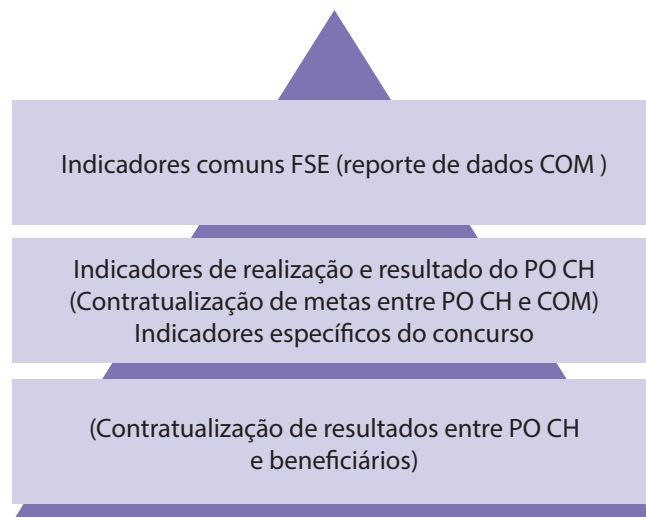 Indicadores comuns FSE (reporte de dados COM )
Indicadores de realização e resultado do PO CH
(Contratualização de metas entre PO CH e COM)
Indicadores específicos do concurso
(Contratualização de resultados entre PO CH
e beneficiários)